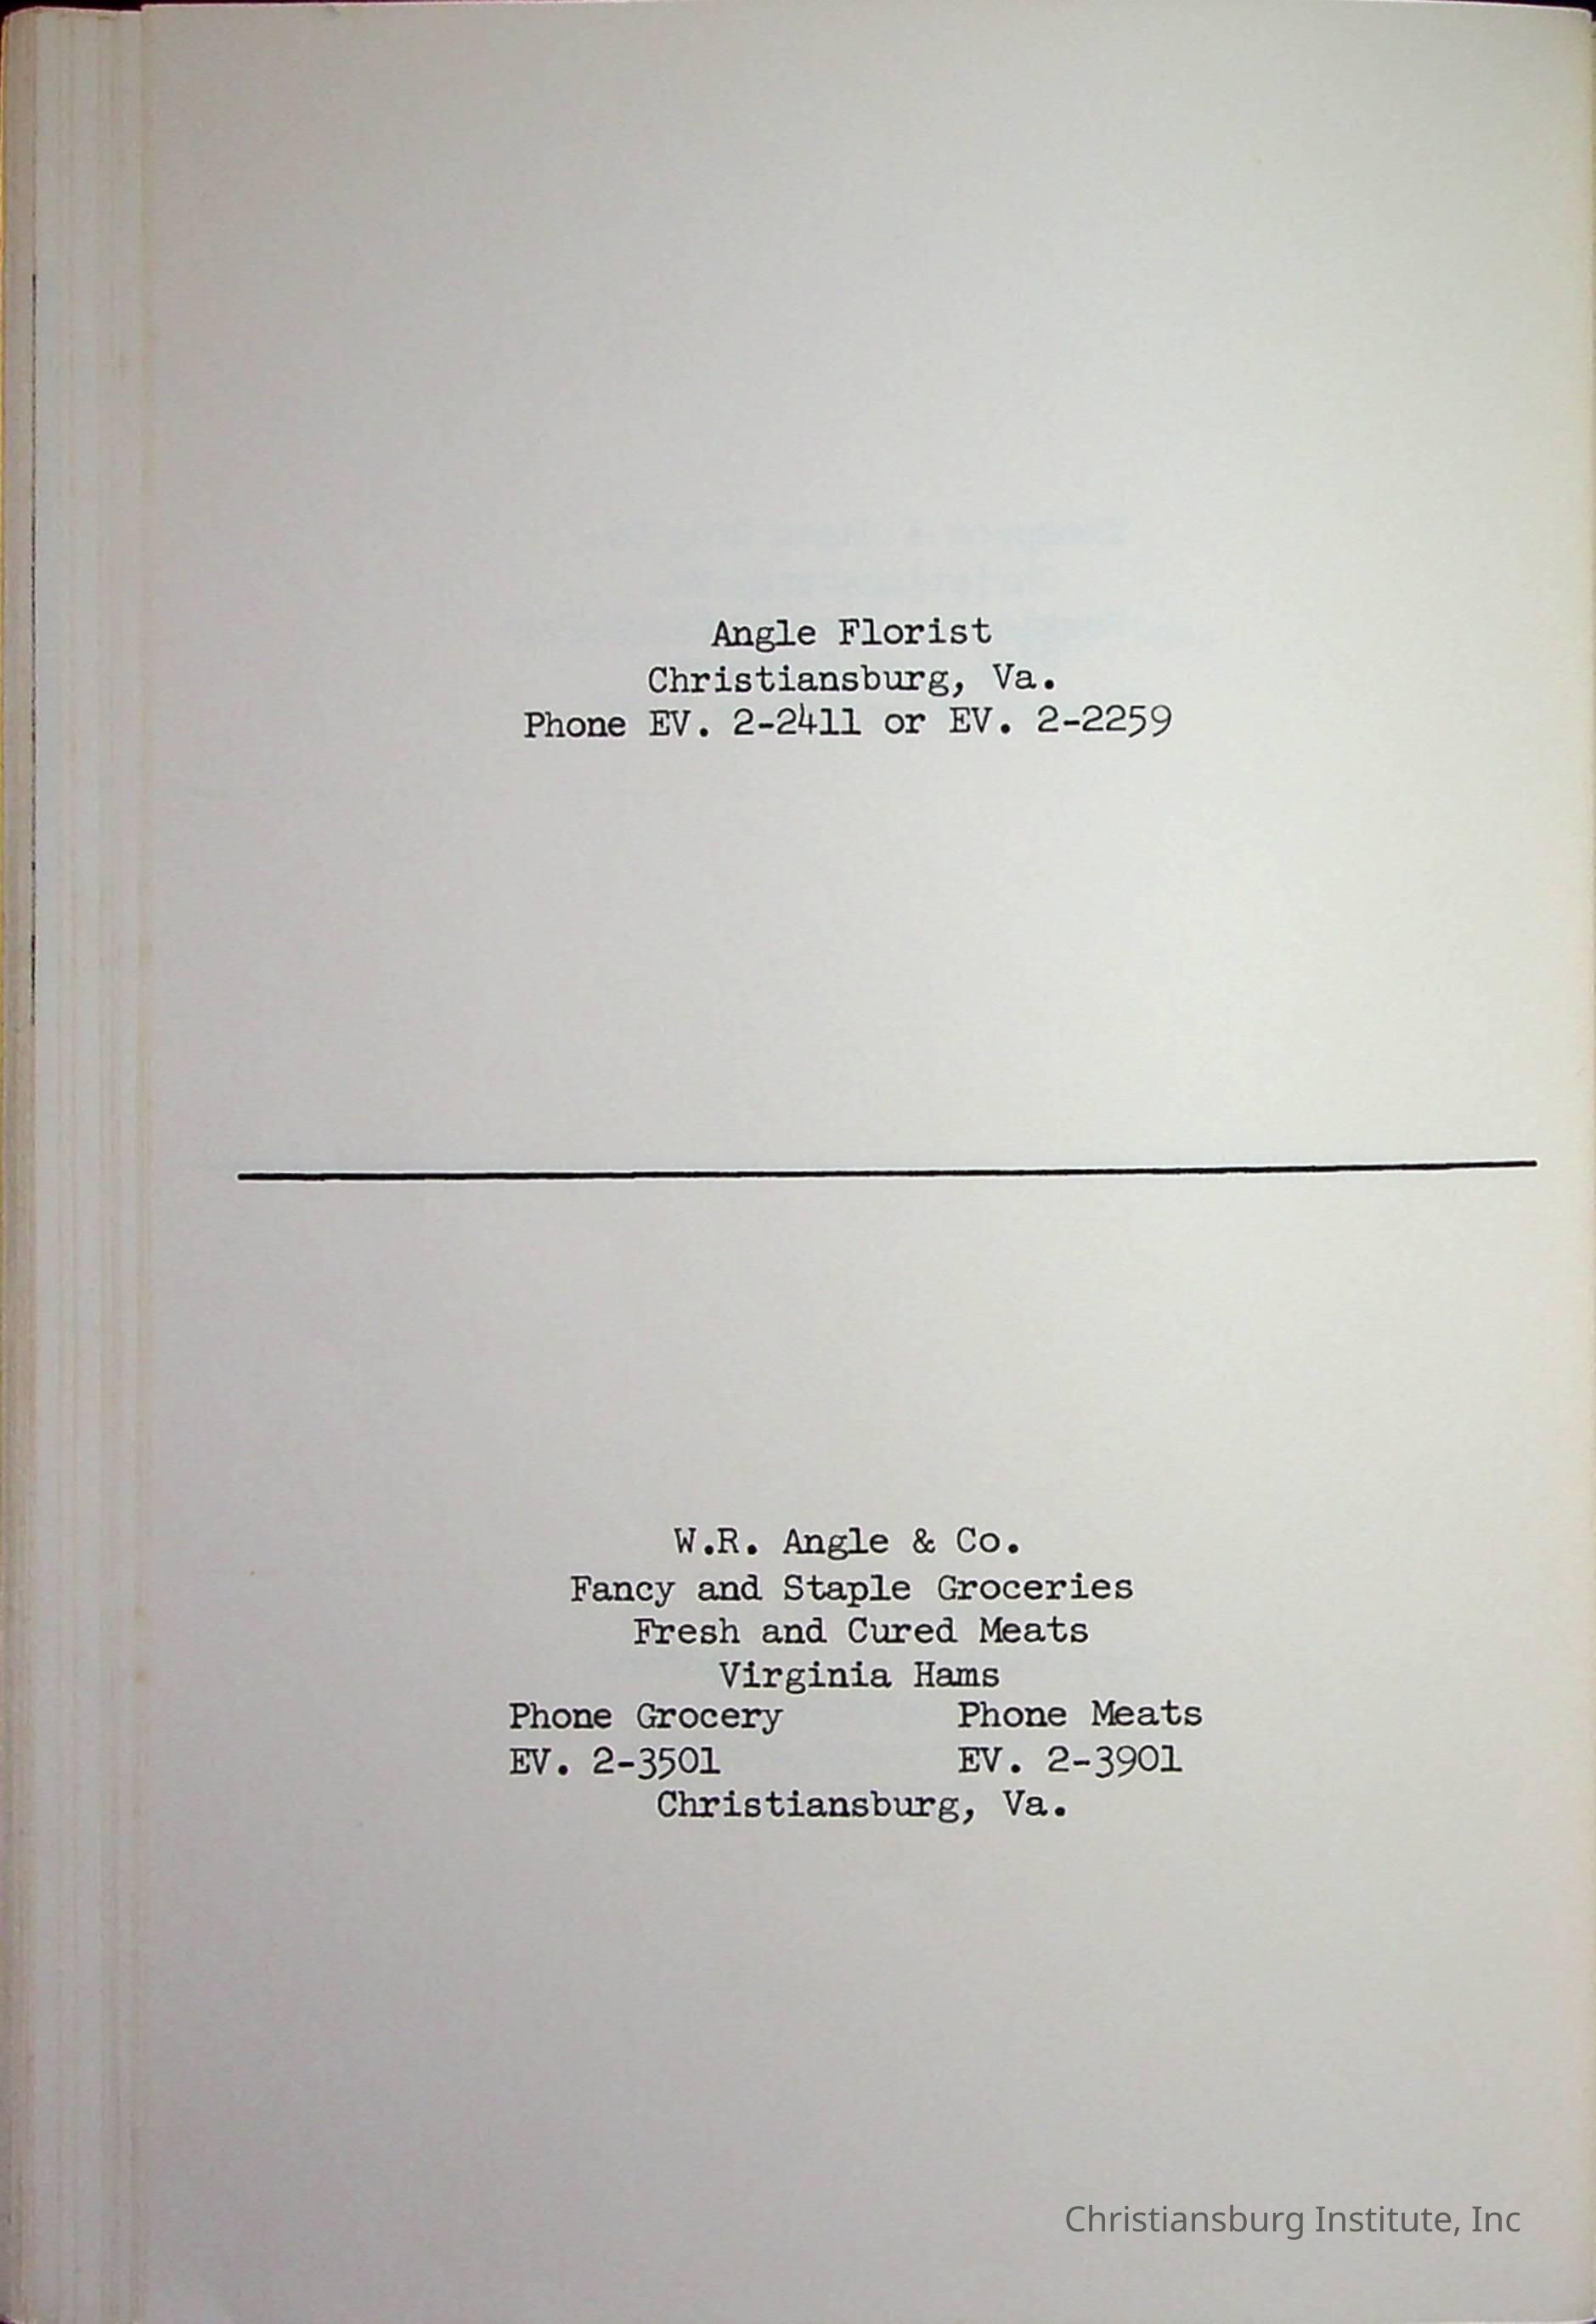 Angle Florist
Christiansburg, Va.
Phone EV. 2-2411 or EV. 2-2259
W.R. Angle & Co.
Fancy and Staple Groceries
Fresh and Cured Meats
Virginia Hams
Phone Grocery Phone Meats
EV. 2-3501 EV. 2-3901
Christiansburg, Va.
Christiansburg Institute, Inc